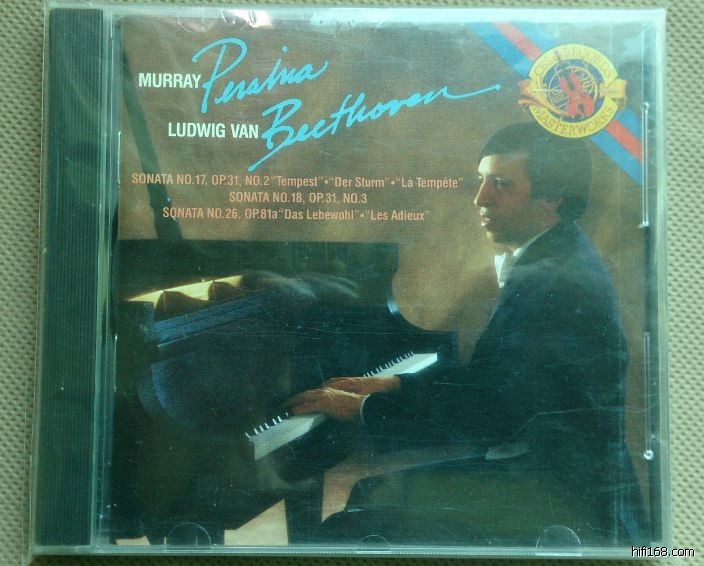 MURRAY Perahia
LUDWIG VAN Beethoven
SONATA NO.17, OP.31, NO.2 "Tempest"•"Der Sturm"•"La Tempête"
SONATA NO.18, OP.31, NO.3
SONATA NO.26, OP.81a "Das Lebewohl"•"Les Adieux"
CBS RECORDS
MASTERWORKS
hifi168.com